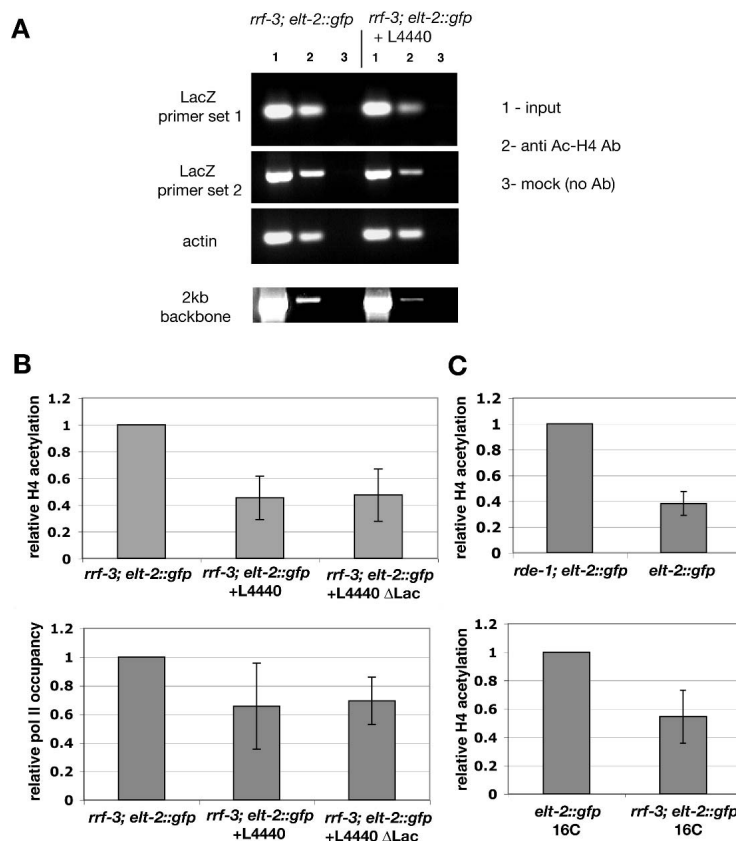 A
rrf-3; elt-2::gfp
rrf-3; elt-2::gfp
+ L4440
1 2 3 1 2 3
LacZ
primer set 1
LacZ
primer set 2
actin
2kb
backbone
1 - input
2- anti Ac-H4 Ab
3- mock (no Ab)
B
relative H4 acetylation
1.2
1
0.8
0.6
0.4
0.2
0
rrf-3; elt-2::gfp
rrf-3; elt-2::gfp
+L4440
rrf-3; elt-2::gfp
+L4440 ΔLac
relative pol II occupancy
1.2
1
0.8
0.6
0.4
0.2
0
rrf-3; elt-2::gfp
rrf-3; elt-2::gfp
+L4440
rrf-3; elt-2::gfp
+L4440 ΔLac
C
relative H4 acetylation
1.2
1
0.8
0.6
0.4
0.2
0
rde-1; elt-2::gfp
elt-2::gfp
relative H4 acetylation
1.2
1
0.8
0.6
0.4
0.2
0
elt-2::gfp
16C
rrf-3; elt-2::gfp
16C